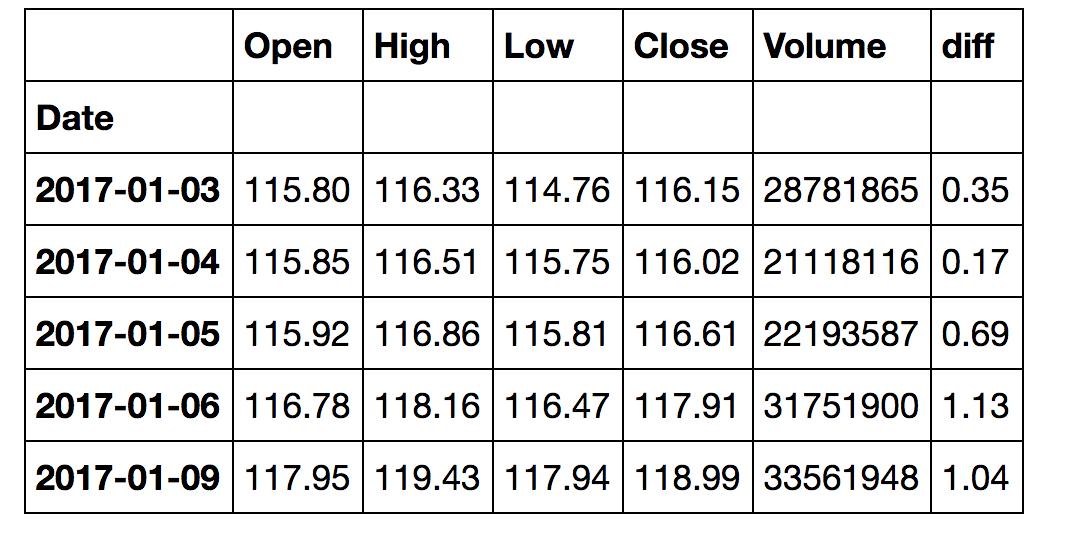 Open High Low Close Volume diff
Date
2017-01-03 115.80 116.33 114.76 116.15 28781865 0.35
2017-01-04 115.85 116.51 115.75 116.02 21118116 0.17
2017-01-05 115.92 116.86 115.81 116.61 22193587 0.69
2017-01-06 116.78 118.16 116.47 117.91 31751900 1.13
2017-01-09 117.95 119.43 117.94 118.99 33561948 1.04